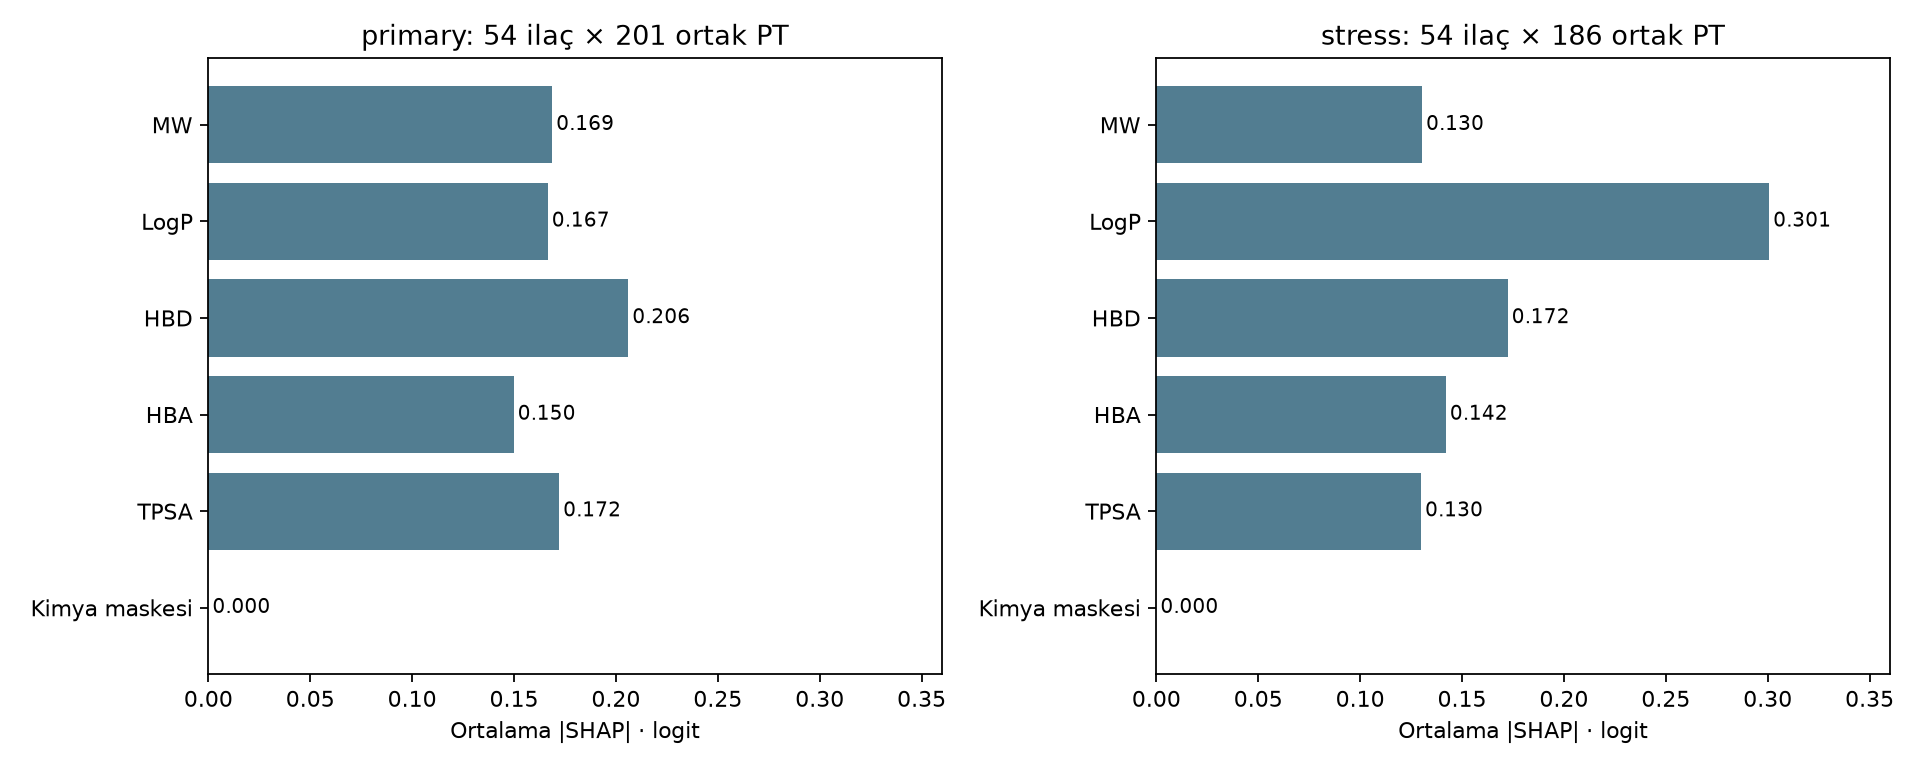 primary: 54 ilaç × 201 ortak PT
MW
0.169
LogP
0.167
HBD
0.206
HBA
0.150
TPSA
0.172
Kimya maskesi
0.000
0.00 0.05 0.10 0.15 0.20 0.25 0.30 0.35
Ortalama |SHAP| · logit
stress: 54 ilaç × 186 ortak PT
MW
0.130
LogP
0.301
HBD
0.172
HBA
0.142
TPSA
0.130
Kimya maskesi
0.000
0.00 0.05 0.10 0.15 0.20 0.25 0.30 0.35
Ortalama |SHAP| · logit